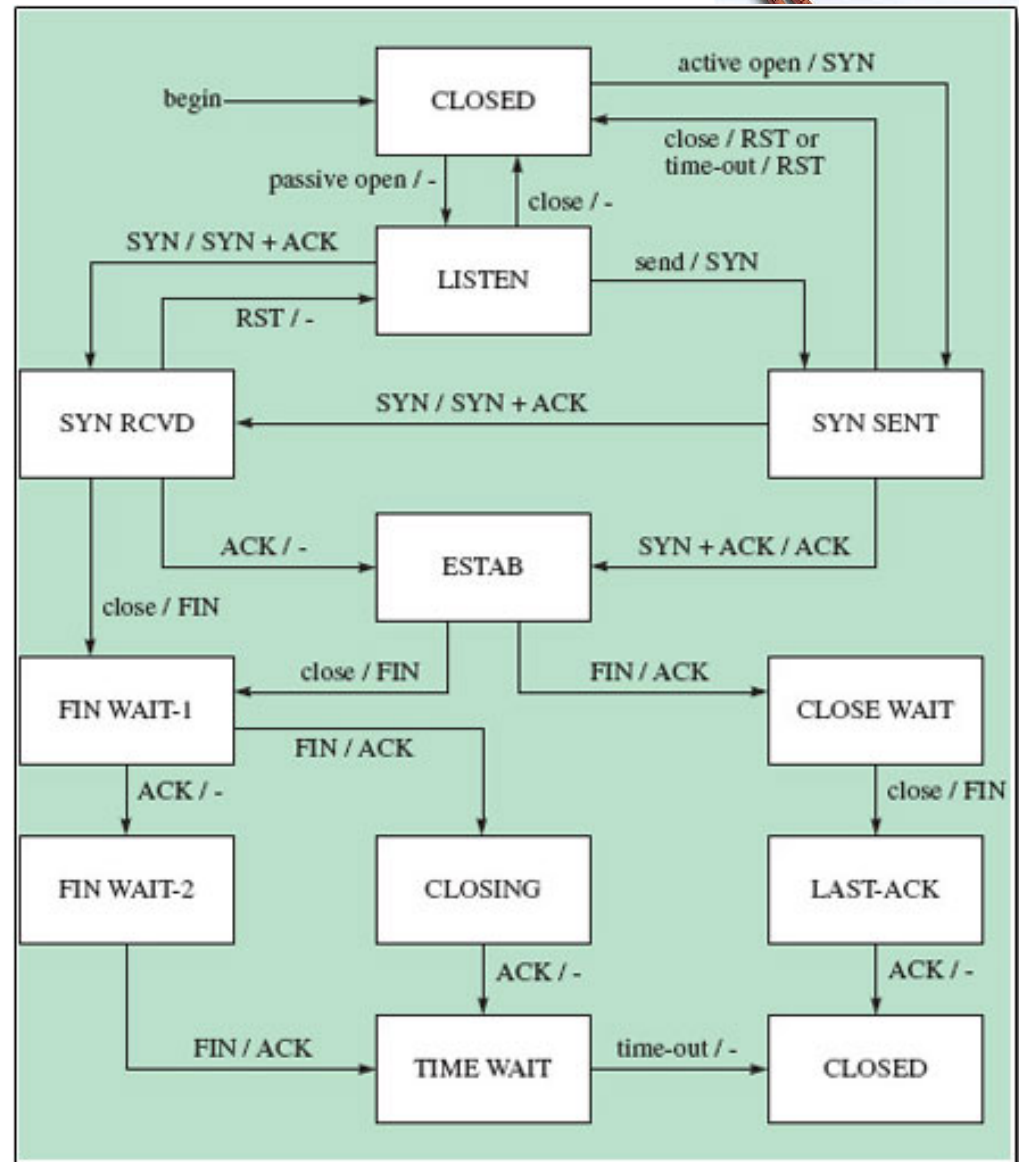 active open / SYN
begin
CLOSED
close / RST or
time-out / RST
passive open / -
close / -
SYN / SYN + ACK
send / SYN
LISTEN
RST / -
SYN RCVD
SYN / SYN + ACK
SYN SENT
ACK / -
ESTAB
SYN + ACK / ACK
close / FIN
close / FIN
FIN / ACK
FIN WAIT-1
CLOSE WAIT
FIN / ACK
ACK / -
close / FIN
FIN WAIT-2
CLOSING
LAST-ACK
ACK / -
ACK / -
FIN / ACK
TIME WAIT
time-out / -
CLOSED